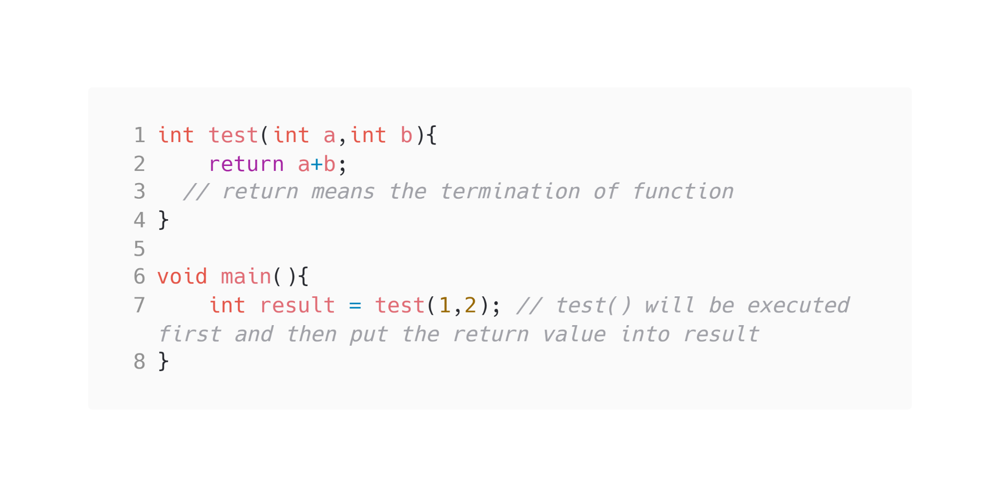 1 int test(int a,int b){
2     return a+b;
3   // return means the termination of function
4 }
5
6 void main(){
7     int result = test(1,2); // test() will be executed
first and then put the return value into result
8 }